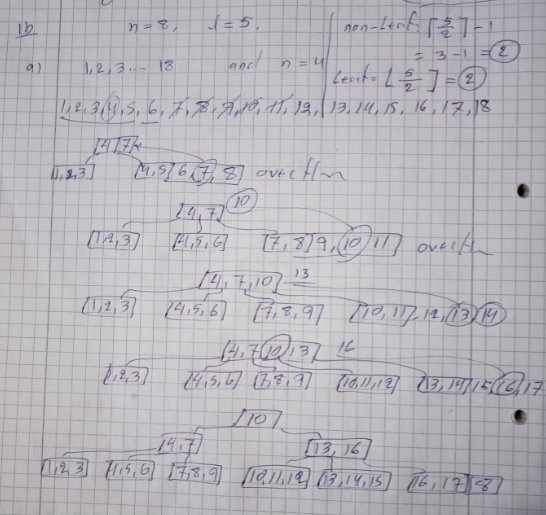 1b n=8, l=5. non-leaf: ⌈5/2⌉-1
= 3-1 = 2
a) 1,2,3... 18 and n=4 leaf= ⌊5/2⌋ = 2
1,2,3,4,5,6,7,8,9,10,11,12, 13,14,15,16,17,18
[4,7]
[1,2,3] [4,5] 6,7,8] overflow
[4,7] 10
[1,2,3] [4,5,6] [7,8] 9,10 11]
[4,7,10] 13
[1,2,3] [4,5,6] [7,8,9] [10,11] 12, 13 14
[4,7 10,13] 16
[1,2,3] [4,5,6] [7,8,9] [10,11,12] [13,14] 15,16,17
[10]
[4,7] [13,16]
[1,2,3] [4,5,6] [7,8,9] [10,11,12] [13,14,15] [16,17]